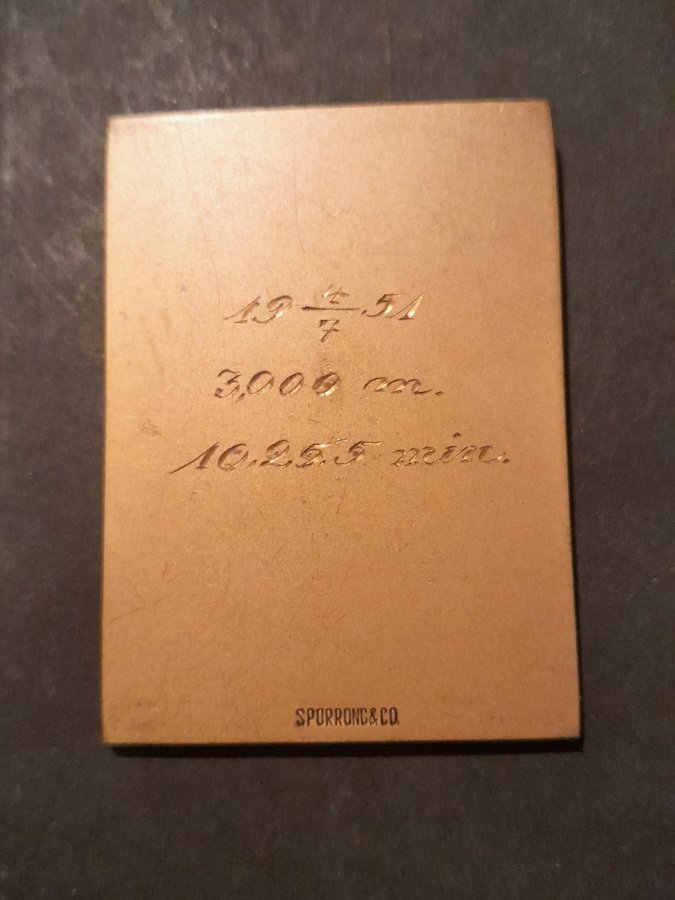 19 4/7 51
3,000 m.
10.25,5 min.
SPORRONG&CO.